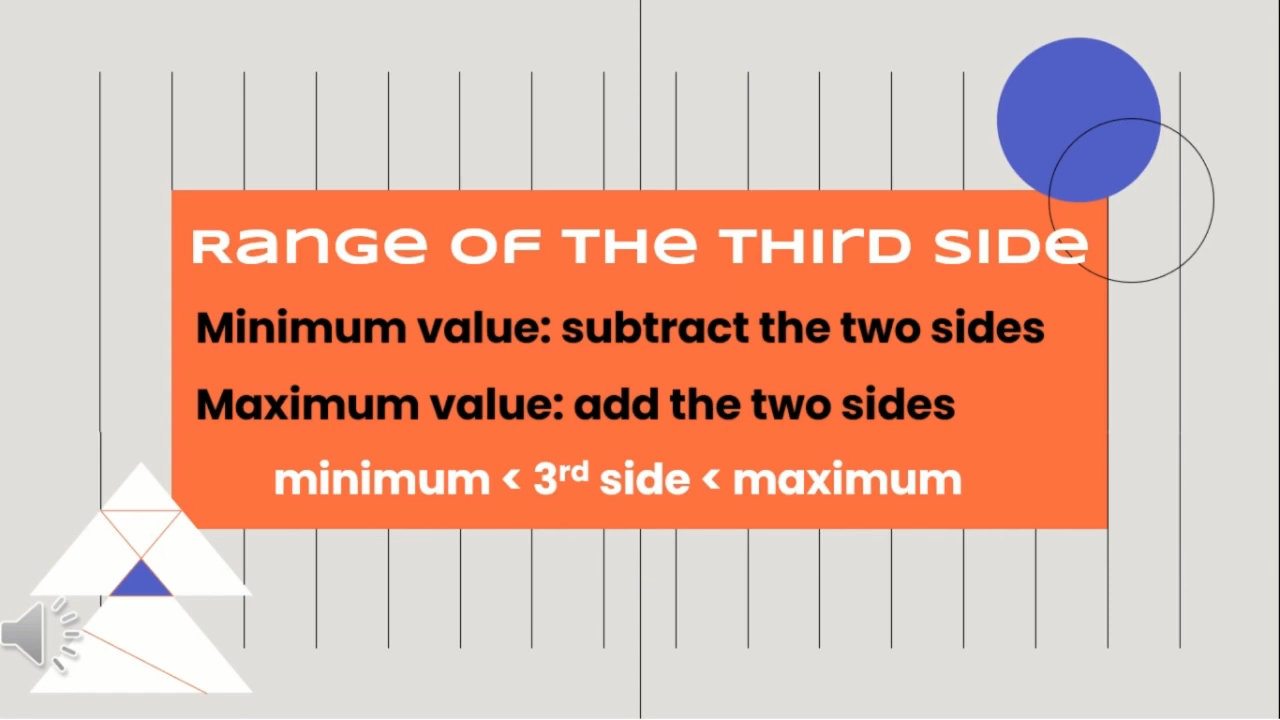 Range of the Third Side
Minimum value: subtract the two sides
Maximum value: add the two sides
minimum < 3rd side < maximum